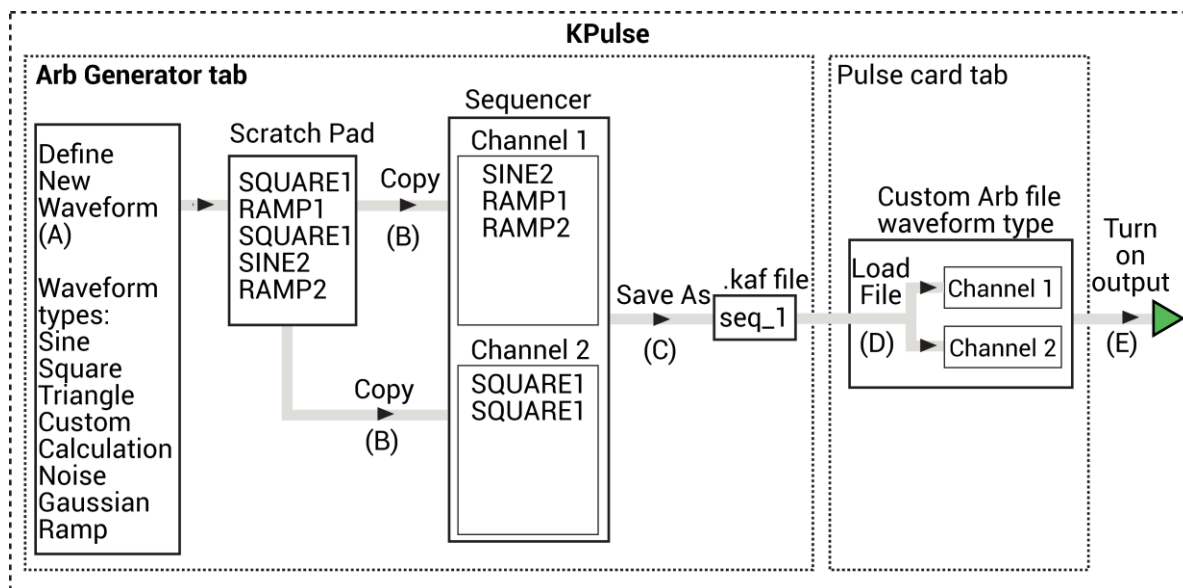 KPulse
Arb Generator tab
Define
New
Waveform
(A)
Waveform
types:
Sine
Square
Triangle
Custom
Calculation
Noise
Gaussian
Ramp
Scratch Pad
SQUARE1
RAMP1
SQUARE1
SINE2
RAMP2
Copy
(B)
Copy
(B)
Sequencer
Channel 1
SINE2
RAMP1
RAMP2
Channel 2
SQUARE1
SQUARE1
Save As
(C)
.kaf file
seq_1
Pulse card tab
Custom Arb file
waveform type
Load
File
(D)
Channel 1
Channel 2
Turn
on
output
(E)